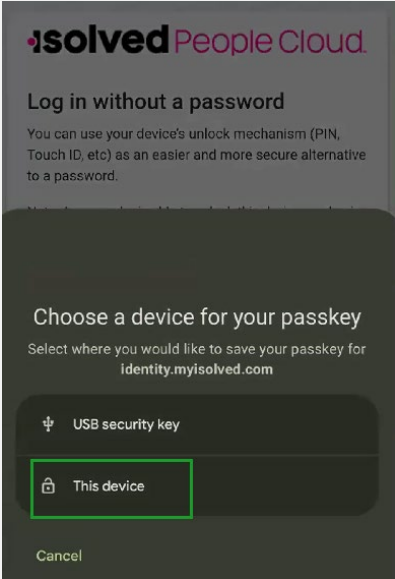 isolved People Cloud.
Log in without a password
You can use your device's unlock mechanism (PIN,
Touch ID, etc) as an easier and more secure alternative
to a password.
Choose a device for your passkey
Select where you would like to save your passkey for
identity.myisolved.com
USB security key
This device
Cancel